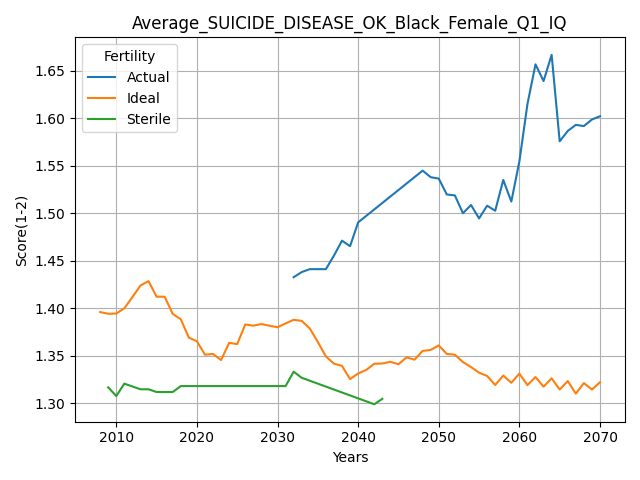 Average_SUICIDE_DISEASE_OK_Black_Female_Q1_IQ
Fertility
Actual
Ideal
Sterile
Score(1-2)
1.65
1.60
1.55
1.50
1.45
1.40
1.35
1.30
2010 2020 2030 2040 2050 2060 2070
Years